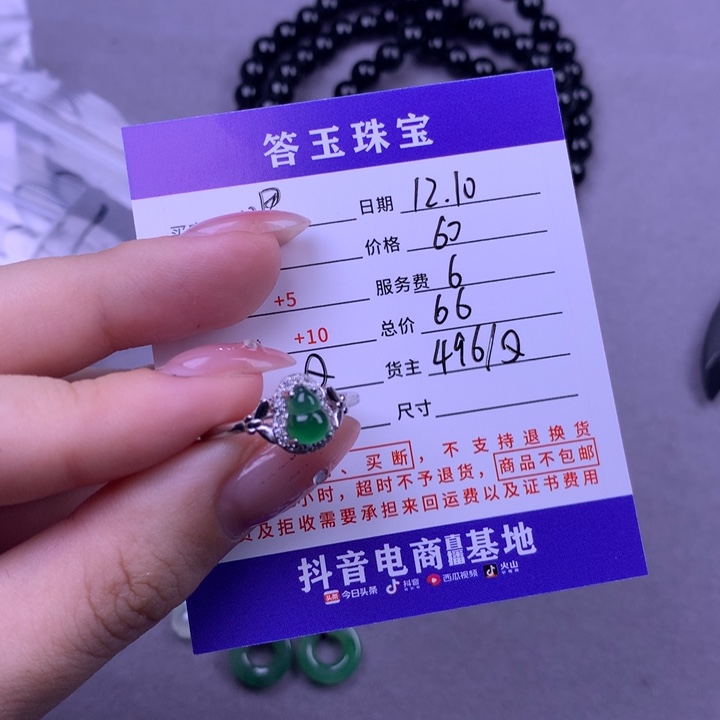 答玉珠宝
日期 12.10
价格 60
+5 服务费 6
+10 总价 66
货主 496/2
尺寸
、买断，不支持退换货
小时，超时不予退货，商品不包邮
及拒收需要承担来回运费以及证书费用
抖音电商直播基地
头条 今日头条 抖音 西瓜视频 火山